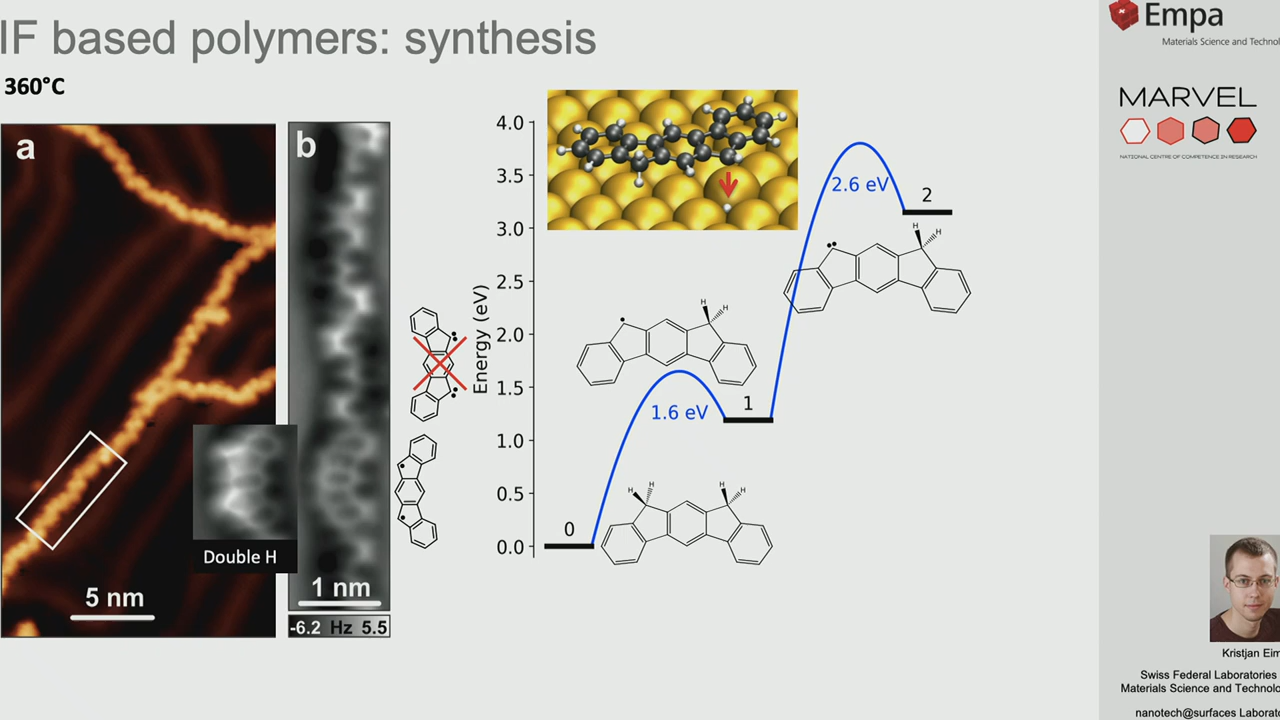 IF based polymers: synthesis
360°C
a
b
Double H
5 nm
1 nm
-6.2 Hz 5.5
Energy (eV)
4.0
3.5
3.0
2.5
2.0
1.5
1.0
0.5
0.0
0
1.6 eV
1
2.6 eV
2
H
H
H
H
H
H
H
H
Empa
Materials Science and Technol
MARVEL
NATIONAL CENTRE OF COMPETENCE IN RESEARCH
Kristjan Eim
Swiss Federal Laboratories
Materials Science and Technolo
nanotech@surfaces Laborat